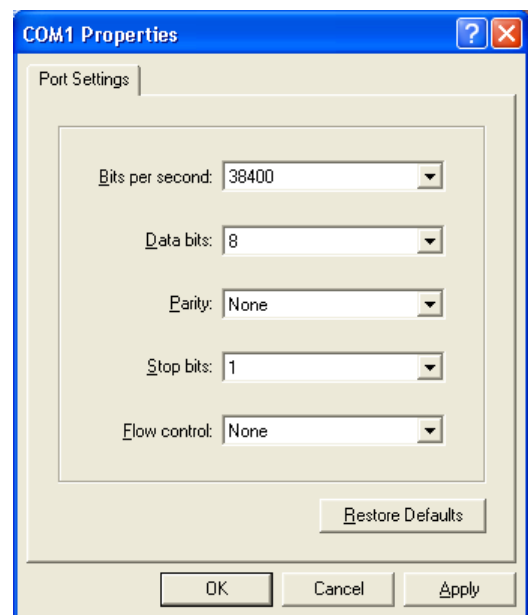 COM1 Properties
Port Settings
Bits per second: 38400
Data bits: 8
Parity: None
Stop bits: 1
Flow control: None
Restore Defaults
OK Cancel Apply